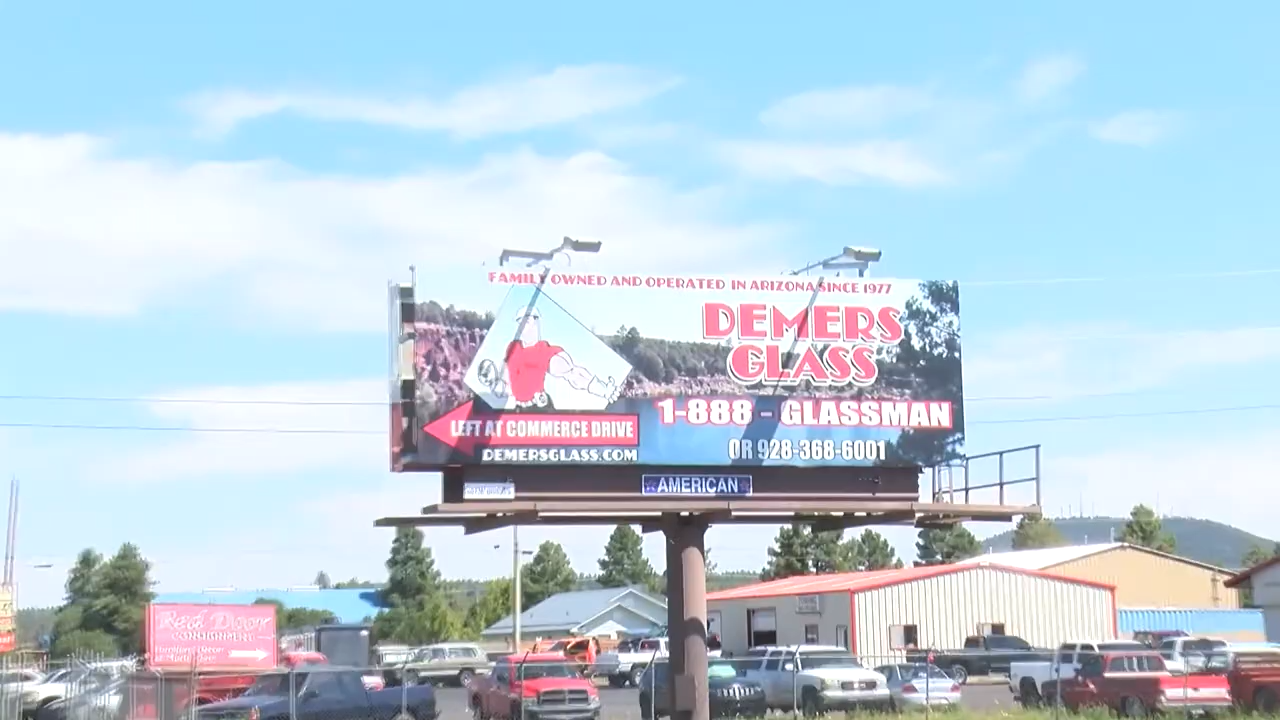 FAMILY OWNED AND OPERATED IN ARIZONA SINCE 1977
DEMERS
GLASS
1-888 - GLASSMAN
LEFT AT COMMERCE DRIVE
OR 928-368-6001
DEMERSGLASS.COM
AMERICAN
Red Door
CONSIGNMENT